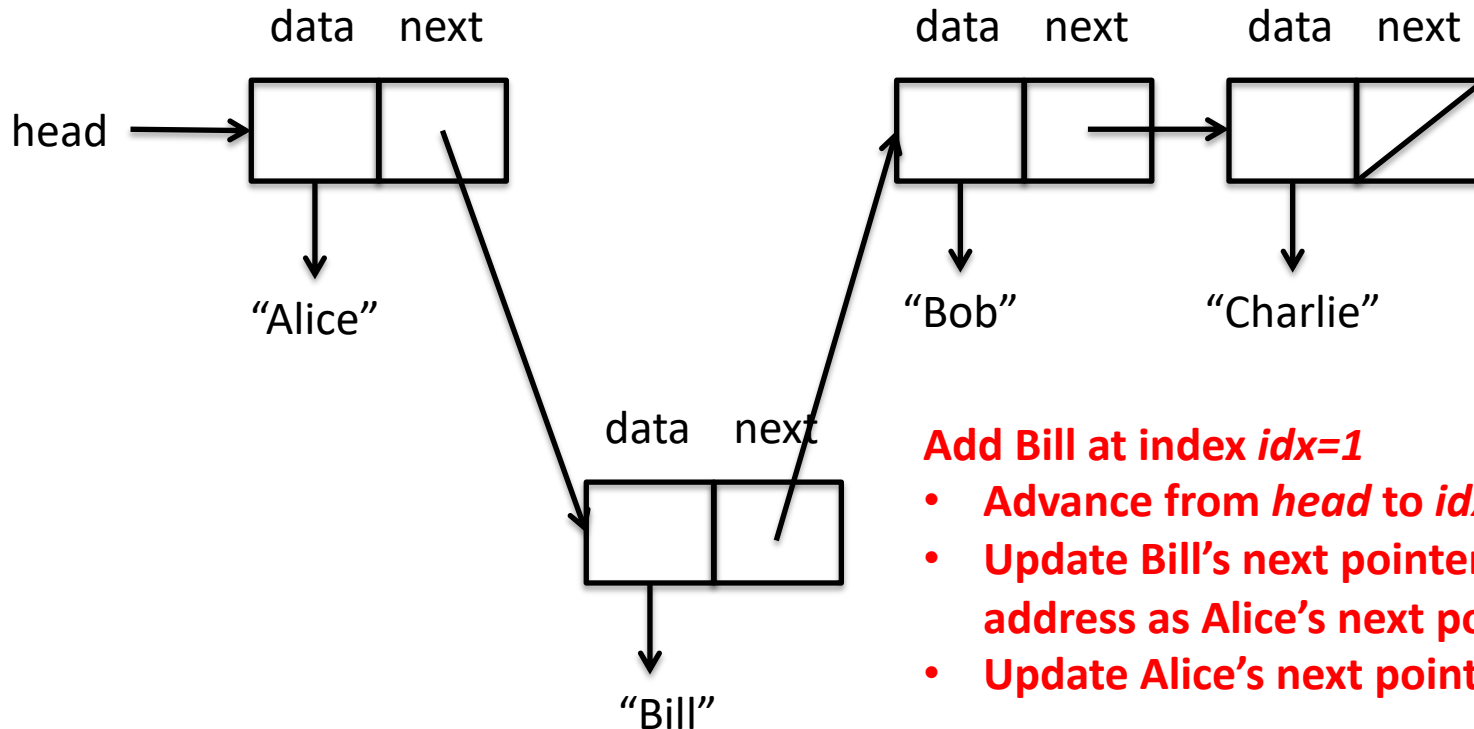 data next data next data next
head
“Alice” “Bob” “Charlie”
data next
Add Bill at index idx=1
• Advance from head to
• Update Bill’s next pointer
address as Alice’s next
• Update Alice’s next
“Bill”